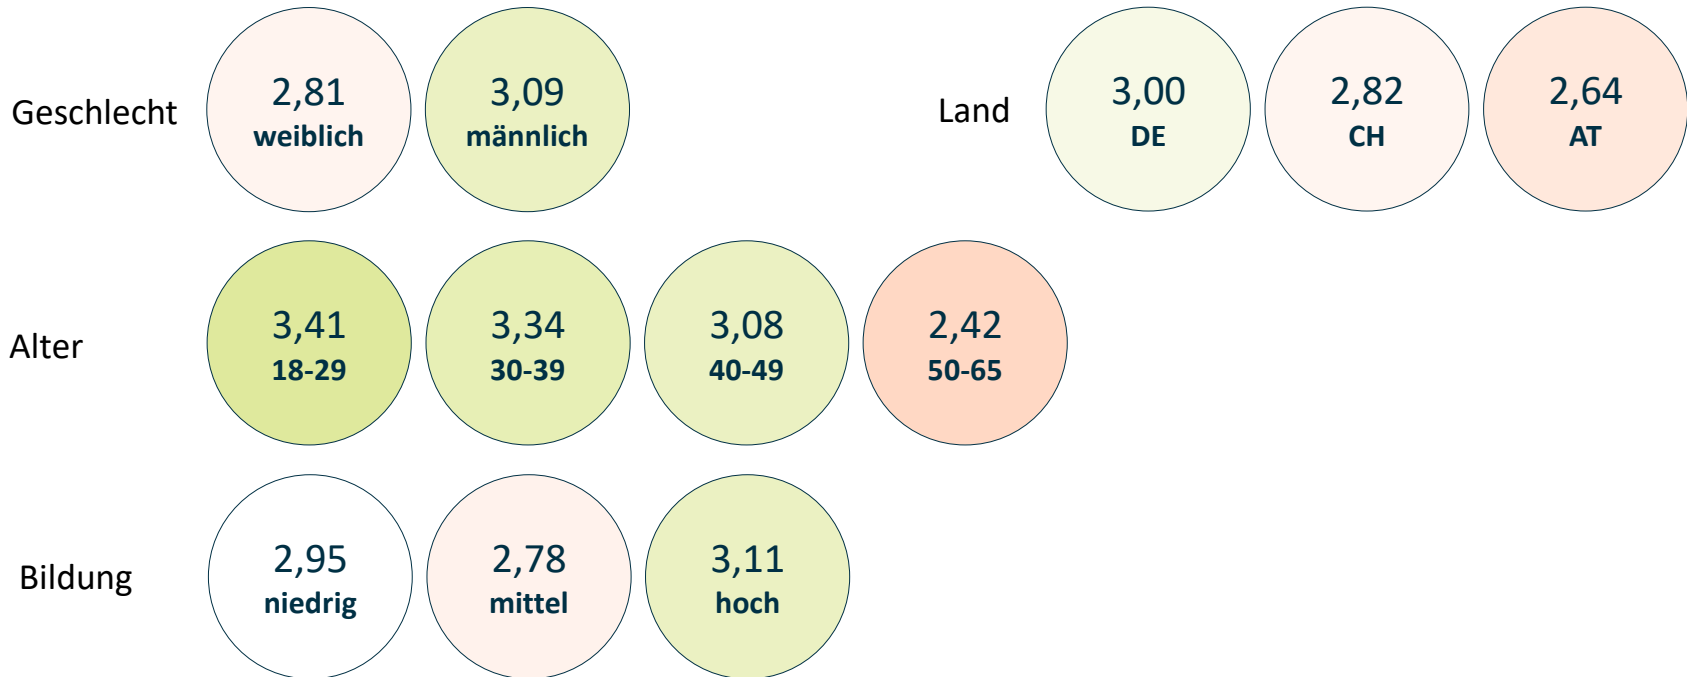 Geschlecht
2,81
weiblich
3,09
männlich
Land
3,00
DE
2,82
CH
2,64
AT
Alter
3,41
18-29
3,34
30-39
3,08
40-49
2,42
50-65
Bildung
2,95
niedrig
2,78
mittel
3,11
hoch